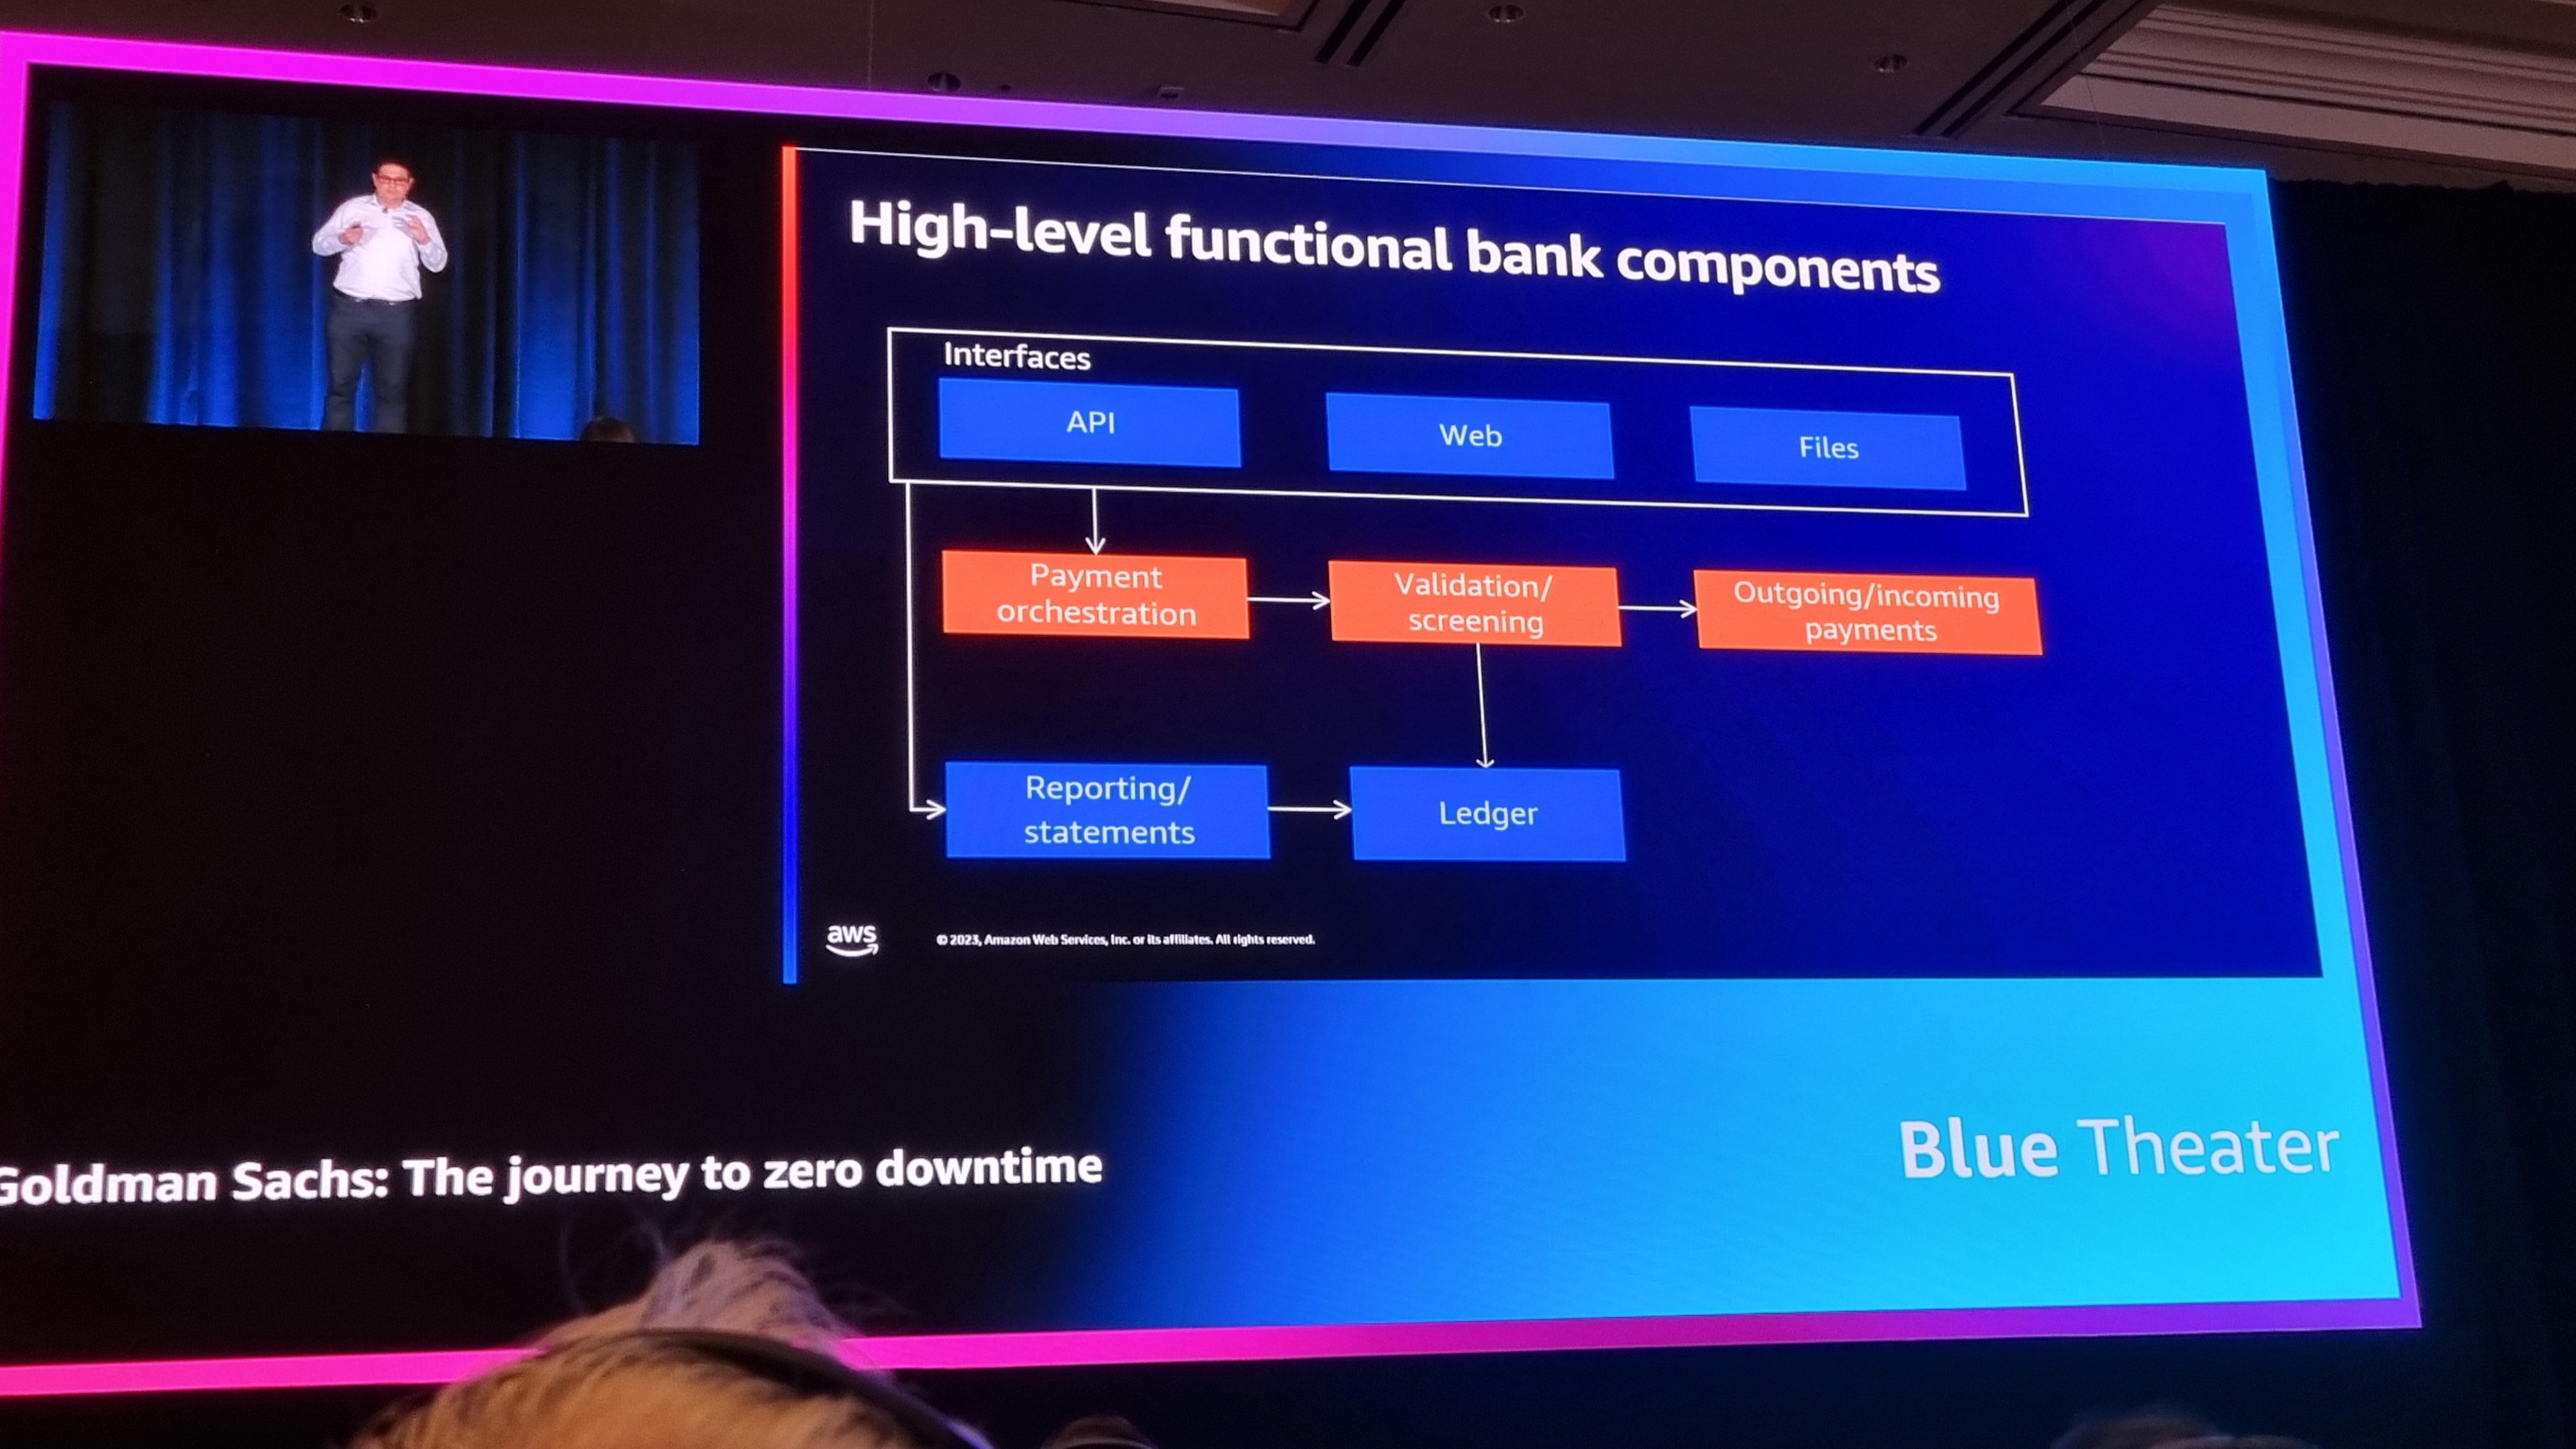 High-level functional bank components
Interfaces
API
Web
Files
Payment
orchestration
Validation/
screening
Outgoing/incoming
payments
Reporting/
statements
Ledger
aws
© 2023, Amazon Web Services, Inc. or its affiliates. All rights reserved.
Goldman Sachs: The journey to zero downtime
Blue Theater